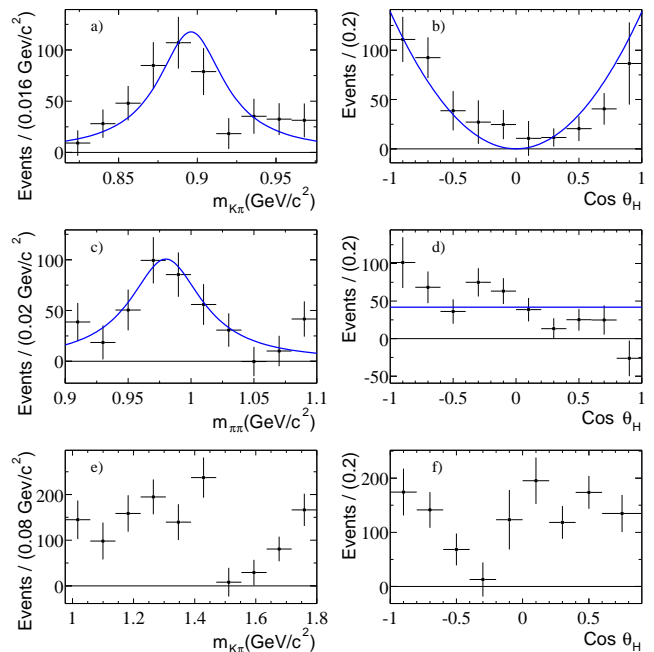 a)
Events / (0.016 Gev/c²)
100
50
0
0.85
0.9
0.95
m_Kπ(GeV/c²)
b)
Events / (0.2)
100
50
0
-1
-0.5
0
0.5
1
Cos θ_H
c)
Events / (0.02 Gev/c²)
100
50
0
0.9
0.95
1
1.05
1.1
m_ππ(GeV/c²)
d)
Events / (0.2)
100
75
50
25
0
-25
-50
-1
-0.5
0
0.5
1
Cos θ_H
e)
Events / (0.08 Gev/c²)
200
100
0
1
1.2
1.4
1.6
1.8
m_Kπ(GeV/c²)
f)
Events / (0.2)
200
100
0
-1
-0.5
0
0.5
1
Cos θ_H